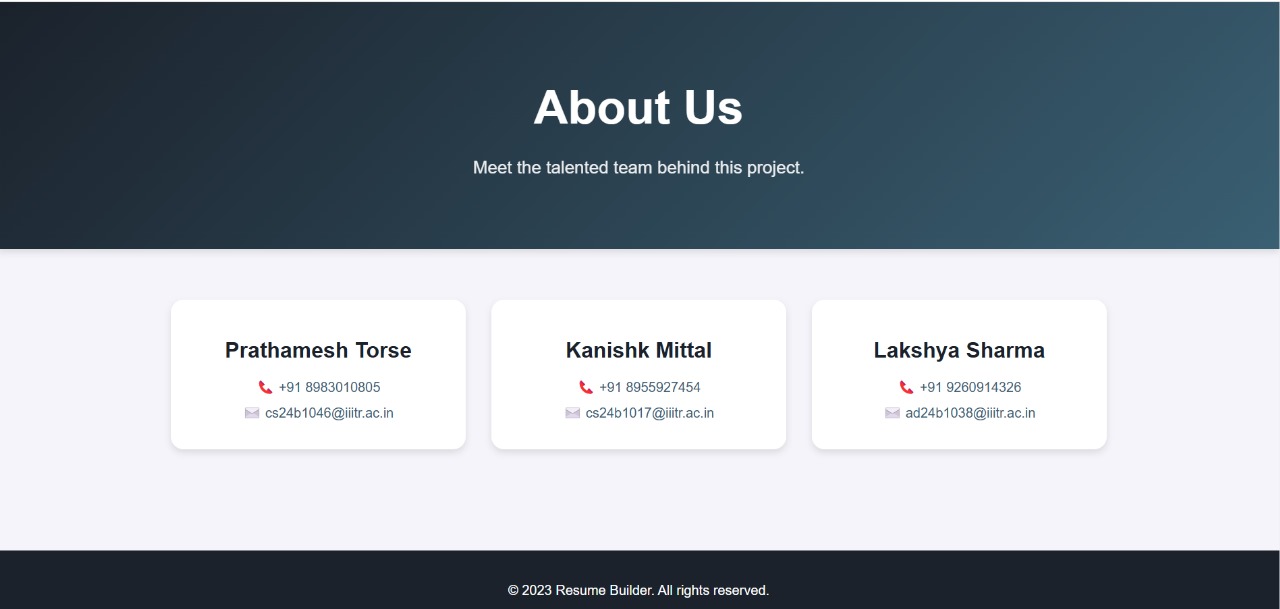 About Us
Meet the talented team behind this project.
Prathamesh Torse
📞 +91 8983010805
✉️ cs24b1046@iiitr.ac.in
Kanishk Mittal
📞 +91 8955927454
✉️ cs24b1017@iiitr.ac.in
Lakshya Sharma
📞 +91 9260914326
✉️ ad24b1038@iiitr.ac.in
© 2023 Resume Builder. All rights reserved.